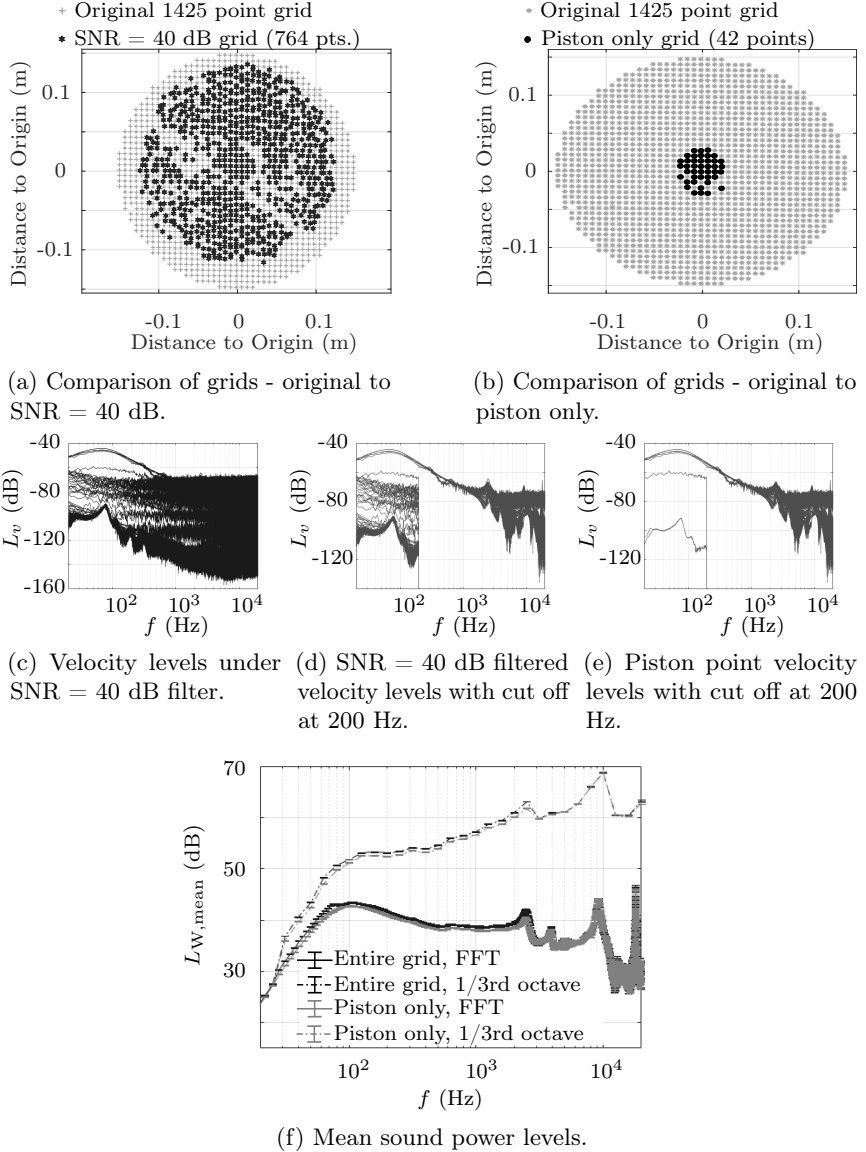 + Original 1425 point grid
✶ SNR = 40 dB grid (764 pts.)
Distance to Origin (m)
0.1
0
-0.1
-0.1 0 0.1
Distance to Origin (m)
(a) Comparison of grids - original to
SNR = 40 dB.
Original 1425 point grid
Piston only grid (42 points)
Distance to Origin (m)
0.1
0
-0.1
-0.1 0 0.1
Distance to Origin (m)
(b) Comparison of grids - original to
piston only.
L_v (dB)
-40
-80
-120
-160
10^2 10^3 10^4
f (Hz)
(c) Velocity levels under
SNR = 40 dB filter.
L_v (dB)
-40
-80
-120
10^2 10^3 10^4
f (Hz)
(d) SNR = 40 dB filtered
velocity levels with cut off
at 200 Hz.
L_v (dB)
-40
-80
-120
10^2 10^3 10^4
f (Hz)
(e) Piston point velocity
levels with cut off at 200
Hz.
L_W,mean (dB)
70
50
30
Entire grid, FFT
Entire grid, 1/3rd octave
Piston only, FFT
Piston only, 1/3rd octave
10^2 10^3 10^4
f (Hz)
(f) Mean sound power levels.